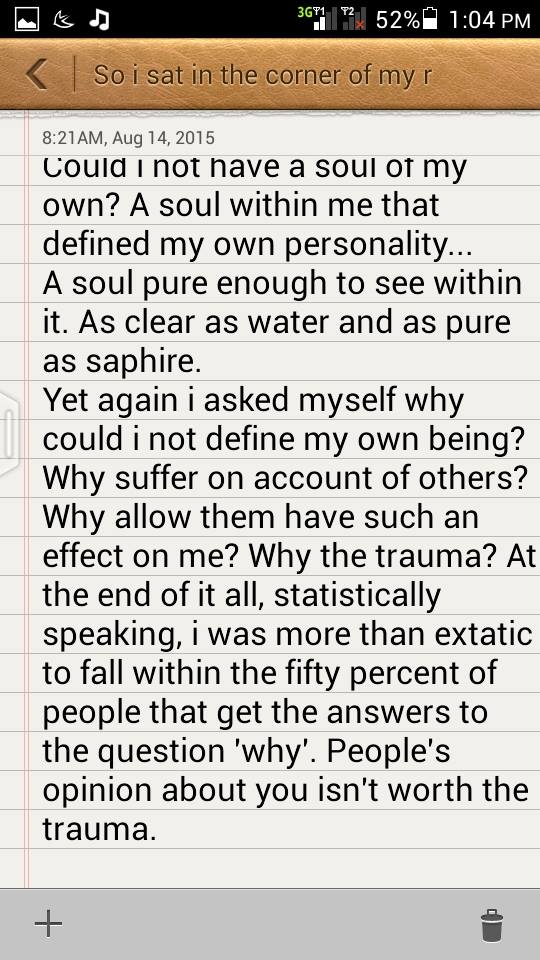 3G T1 T2 52% 1:04 PM
So i sat in the corner of my r
8:21AM, Aug 14, 2015
Could i not have a soul of my
own? A soul within me that
defined my own personality...
A soul pure enough to see within
it. As clear as water and as pure
as saphire.
Yet again i asked myself why
could i not define my own being?
Why suffer on account of others?
Why allow them have such an
effect on me? Why the trauma? At
the end of it all, statistically
speaking, i was more than extatic
to fall within the fifty percent of
people that get the answers to
the question 'why'. People's
opinion about you isn't worth the
trauma.